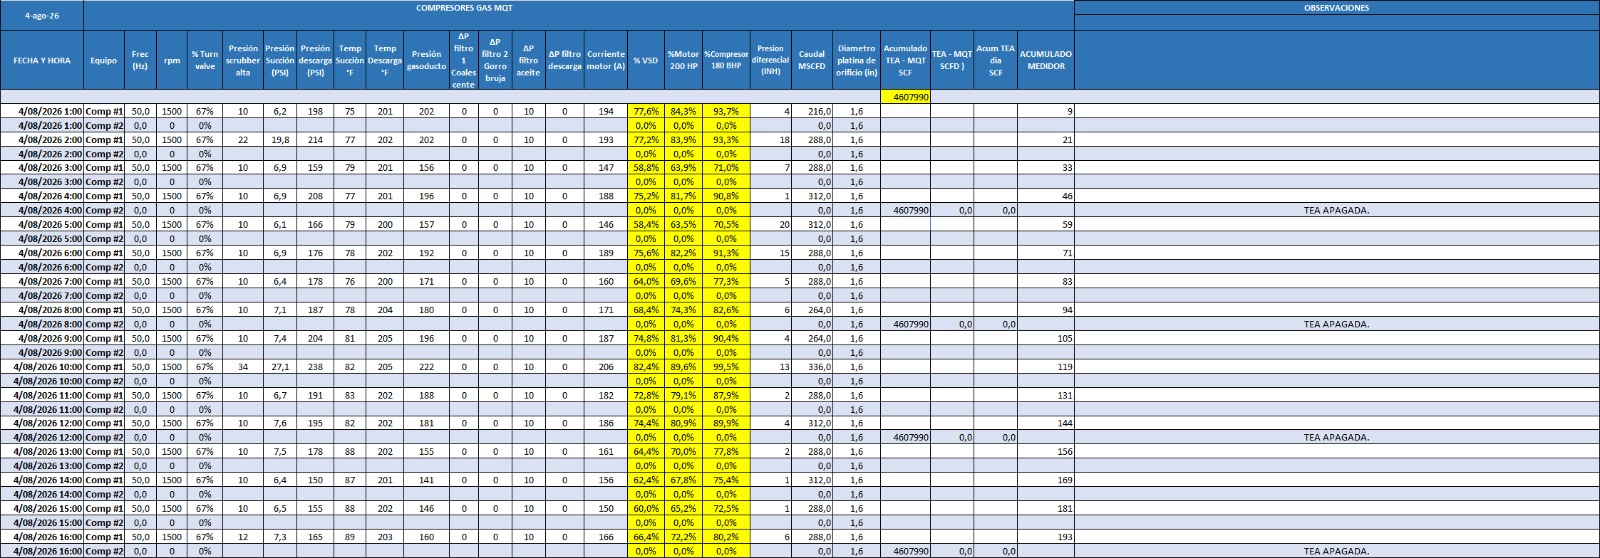 4-ago-26 COMPRESORES GAS MQT OBSERVACIONES
FECHA Y HORA Equipo Frec (Hz) rpm % Turn valve Presión scrubber alta Presión Succión (PSI) Presión descarga (PSI) Temp Succión °F Temp Descarga °F Presión gasoducto ΔP filtro 1 Coales cente ΔP filtro 2 Gorro bruja ΔP filtro aceite ΔP filtro descarga Corriente motor (A) % VSD %Motor 200 HP %Compresor 180 BHP Presion diferencial (INH) Caudal MSCFD Diametro platina de orificio (in) Acumulado TEA - MQT SCF TEA - MQT SCFD ) Acum TEA dia SCF ACUMULADO MEDIDOR
4607990
4/08/2026 1:00 Comp #1 50,0 1500 67% 10 6,2 198 75 201 202 0 0 10 0 194 77,6% 84,3% 93,7% 4 216,0 1,6 9
4/08/2026 1:00 Comp #2 0,0 0 0% 0,0% 0,0% 0,0% 0,0 1,6
4/08/2026 2:00 Comp #1 50,0 1500 67% 22 19,8 214 77 202 202 0 0 10 0 193 77,2% 83,9% 93,3% 18 288,0 1,6 21
4/08/2026 2:00 Comp #2 0,0 0 0% 0,0% 0,0% 0,0% 0,0 1,6
4/08/2026 3:00 Comp #1 50,0 1500 67% 10 6,9 159 79 201 156 0 0 10 0 147 58,8% 63,9% 71,0% 7 288,0 1,6 33
4/08/2026 3:00 Comp #2 0,0 0 0% 0,0% 0,0% 0,0% 0,0 1,6
4/08/2026 4:00 Comp #1 50,0 1500 67% 10 6,9 208 77 201 196 0 0 10 0 188 75,2% 81,7% 90,8% 1 312,0 1,6 46
4/08/2026 4:00 Comp #2 0,0 0 0% 0,0% 0,0% 0,0% 0,0 1,6 4607990 0,0 0,0 TEA APAGADA.
4/08/2026 5:00 Comp #1 50,0 1500 67% 10 6,1 166 79 200 157 0 0 10 0 146 58,4% 63,5% 70,5% 20 312,0 1,6 59
4/08/2026 5:00 Comp #2 0,0 0 0% 0,0% 0,0% 0,0% 0,0 1,6
4/08/2026 6:00 Comp #1 50,0 1500 67% 10 6,9 176 78 202 192 0 0 10 0 189 75,6% 82,2% 91,3% 15 288,0 1,6 71
4/08/2026 6:00 Comp #2 0,0 0 0% 0,0% 0,0% 0,0% 0,0 1,6
4/08/2026 7:00 Comp #1 50,0 1500 67% 10 6,4 178 76 200 171 0 0 10 0 160 64,0% 69,6% 77,3% 5 288,0 1,6 83
4/08/2026 7:00 Comp #2 0,0 0 0% 0,0% 0,0% 0,0% 0,0 1,6
4/08/2026 8:00 Comp #1 50,0 1500 67% 10 7,1 187 78 204 180 0 0 10 0 171 68,4% 74,3% 82,6% 6 264,0 1,6 94
4/08/2026 8:00 Comp #2 0,0 0 0% 0,0% 0,0% 0,0% 0,0 1,6 4607990 0,0 0,0 TEA APAGADA.
4/08/2026 9:00 Comp #1 50,0 1500 67% 10 7,4 204 81 205 196 0 0 10 0 187 74,8% 81,3% 90,4% 4 264,0 1,6 105
4/08/2026 9:00 Comp #2 0,0 0 0% 0,0% 0,0% 0,0% 0,0 1,6
4/08/2026 10:00 Comp #1 50,0 1500 67% 34 27,1 238 82 205 222 0 0 10 0 206 82,4% 89,6% 99,5% 13 336,0 1,6 119
4/08/2026 10:00 Comp #2 0,0 0 0% 0,0% 0,0% 0,0% 0,0 1,6
4/08/2026 11:00 Comp #1 50,0 1500 67% 10 6,7 191 83 202 188 0 0 10 0 182 72,8% 79,1% 87,9% 2 288,0 1,6 131
4/08/2026 11:00 Comp #2 0,0 0 0% 0,0% 0,0% 0,0% 0,0 1,6
4/08/2026 12:00 Comp #1 50,0 1500 67% 10 7,6 195 82 202 181 0 0 10 0 186 74,4% 80,9% 89,9% 4 312,0 1,6 144
4/08/2026 12:00 Comp #2 0,0 0 0% 0,0% 0,0% 0,0% 0,0 1,6 4607990 0,0 0,0 TEA APAGADA.
4/08/2026 13:00 Comp #1 50,0 1500 67% 10 7,5 178 88 202 155 0 0 10 0 161 64,4% 70,0% 77,8% 2 288,0 1,6 156
4/08/2026 13:00 Comp #2 0,0 0 0% 0,0% 0,0% 0,0% 0,0 1,6
4/08/2026 14:00 Comp #1 50,0 1500 67% 10 6,4 150 87 201 141 0 0 10 0 156 62,4% 67,8% 75,4% 1 312,0 1,6 169
4/08/2026 14:00 Comp #2 0,0 0 0% 0,0% 0,0% 0,0% 0,0 1,6
4/08/2026 15:00 Comp #1 50,0 1500 67% 10 6,5 155 88 202 146 0 0 10 0 150 60,0% 65,2% 72,5% 1 288,0 1,6 181
4/08/2026 15:00 Comp #2 0,0 0 0% 0,0% 0,0% 0,0% 0,0 1,6
4/08/2026 16:00 Comp #1 50,0 1500 67% 12 7,3 165 89 203 160 0 0 10 0 166 66,4% 72,2% 80,2% 6 288,0 1,6 193
4/08/2026 16:00 Comp #2 0,0 0 0% 0,0% 0,0% 0,0% 0,0 1,6 4607990 0,0 0,0 TEA APAGADA.